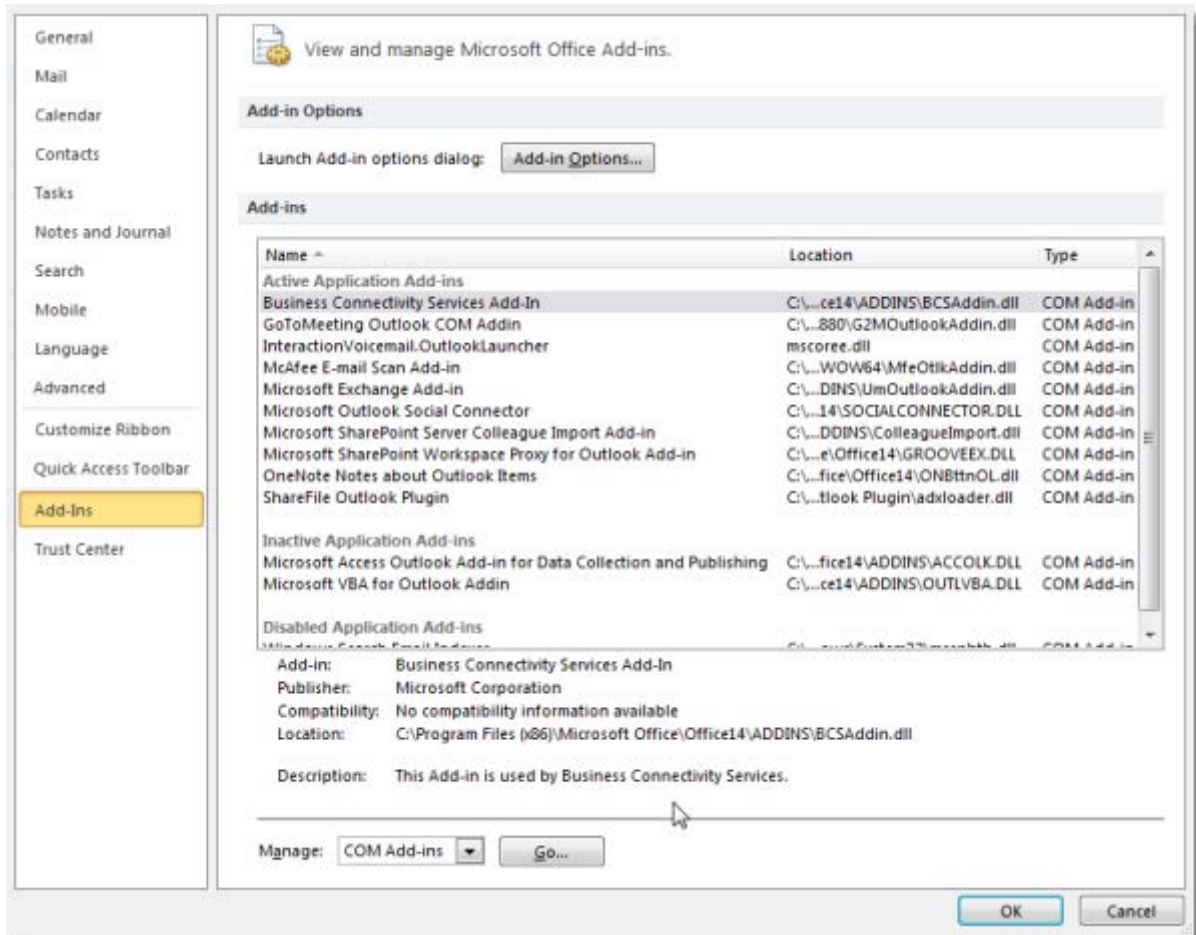 General
Mail
Calendar
Contacts
Tasks
Notes and Journal
Search
Mobile
Language
Advanced
Customize Ribbon
Quick Access Toolbar
Add-Ins
Trust Center
View and manage Microsoft Office Add-ins.
Add-in Options
Launch Add-in options dialog: Add-in Options...
Add-ins
Name Location Type
Active Application Add-ins
Business Connectivity Services Add-In C:\...ce14\ADDINS\BCSAddin.dll COM Add-in
GoToMeeting Outlook COM Addin C:\...880\G2MOutlookAddin.dll COM Add-in
InteractionVoicemail.OutlookLauncher mscoree.dll COM Add-in
McAfee E-mail Scan Add-in C:\...WOW64\MfeOtlkAddin.dll COM Add-in
Microsoft Exchange Add-in C:\...DINS\UmOutlookAddin.dll COM Add-in
Microsoft Outlook Social Connector C:\...14\SOCIALCONNECTOR.DLL COM Add-in
Microsoft SharePoint Server Colleague Import Add-in C:\...DDINS\ColleagueImport.dll COM Add-in
Microsoft SharePoint Workspace Proxy for Outlook Add-in C:\...e\Office14\GROOVEEX.DLL COM Add-in
OneNote Notes about Outlook Items C:\...fice\Office14\ONBttnOL.dll COM Add-in
ShareFile Outlook Plugin C:\...tlook Plugin\adxloader.dll COM Add-in
Inactive Application Add-ins
Microsoft Access Outlook Add-in for Data Collection and Publishing C:\...fice14\ADDINS\ACCOLK.DLL COM Add-in
Microsoft VBA for Outlook Addin C:\...ce14\ADDINS\OUTLVBA.DLL COM Add-in
Disabled Application Add-ins
Windows Search Email Indexer COM Add-in
Add-in: Business Connectivity Services Add-In
Publisher: Microsoft Corporation
Compatibility: No compatibility information available
Location: C:\Program Files (x86)\Microsoft Office\Office14\ADDINS\BCSAddin.dll
Description: This Add-in is used by Business Connectivity Services.
Manage: COM Add-ins Go...
OK Cancel